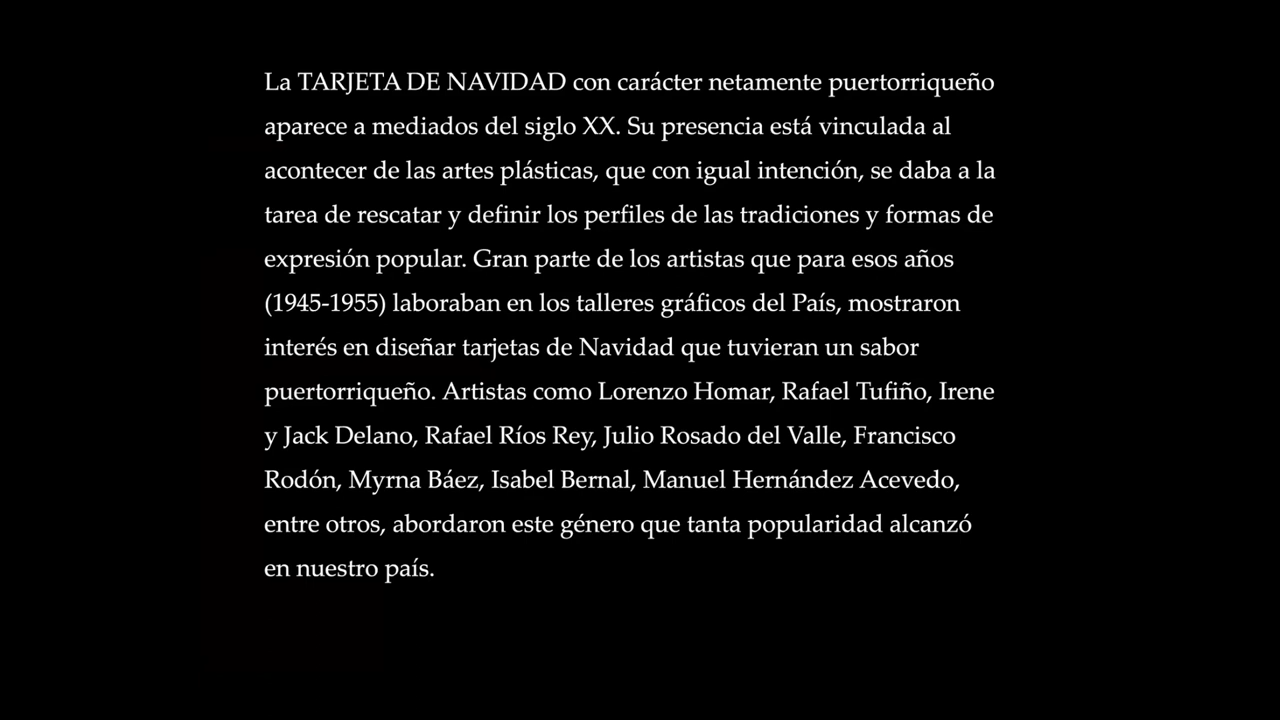 La TARJETA DE NAVIDAD con carácter netamente puertorriqueño
aparece a mediados del siglo XX. Su presencia está vinculada al
acontecer de las artes plásticas, que con igual intención, se daba a la
tarea de rescatar y definir los perfiles de las tradiciones y formas de
expresión popular. Gran parte de los artistas que para esos años
(1945-1955) laboraban en los talleres gráficos del País, mostraron
interés en diseñar tarjetas de Navidad que tuvieran un sabor
puertorriqueño. Artistas como Lorenzo Homar, Rafael Tufiño, Irene
y Jack Delano, Rafael Ríos Rey, Julio Rosado del Valle, Francisco
Rodón, Myrna Báez, Isabel Bernal, Manuel Hernández Acevedo,
entre otros, abordaron este género que tanta popularidad alcanzó
en nuestro país.